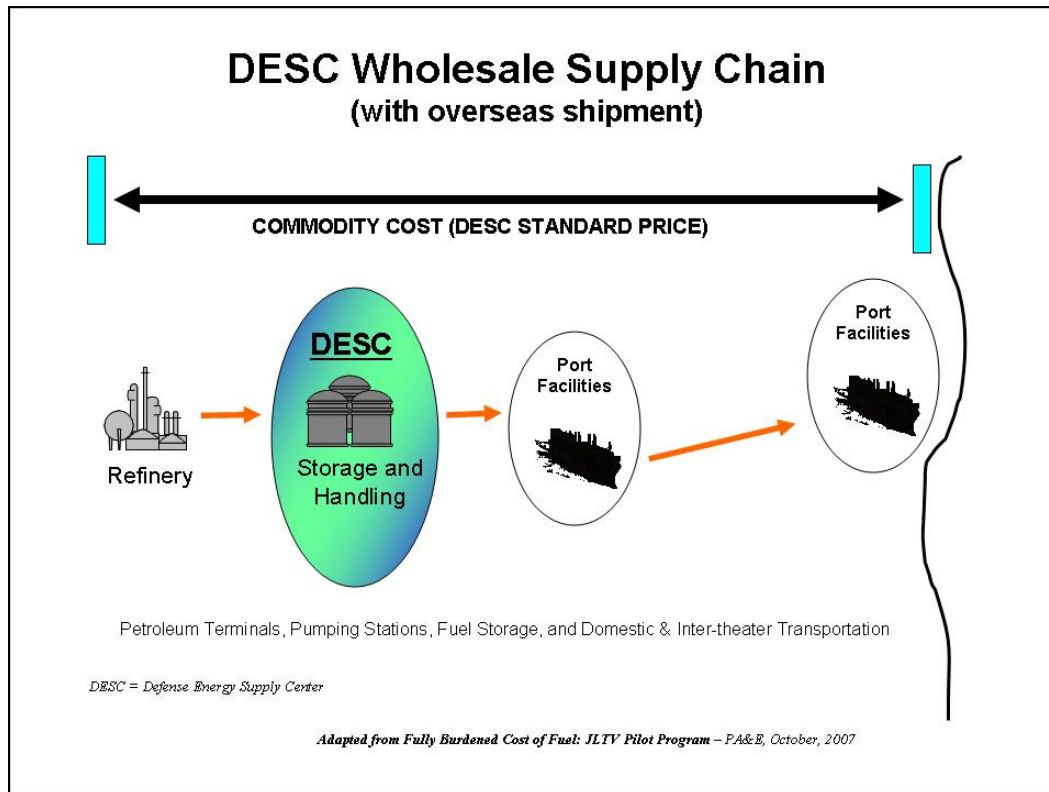 DESC Wholesale Supply Chain
(with overseas shipment)
COMMODITY COST (DESC STANDARD PRICE)
Refinery
DESC
Storage and
Handling
Port
Facilities
Port
Facilities
Petroleum Terminals, Pumping Stations, Fuel Storage, and Domestic & Inter-theater Transportation
DESC = Defense Energy Supply Center
Adapted from Fully Burdened Cost of Fuel: JLTV Pilot Program – PA&E, October, 2007